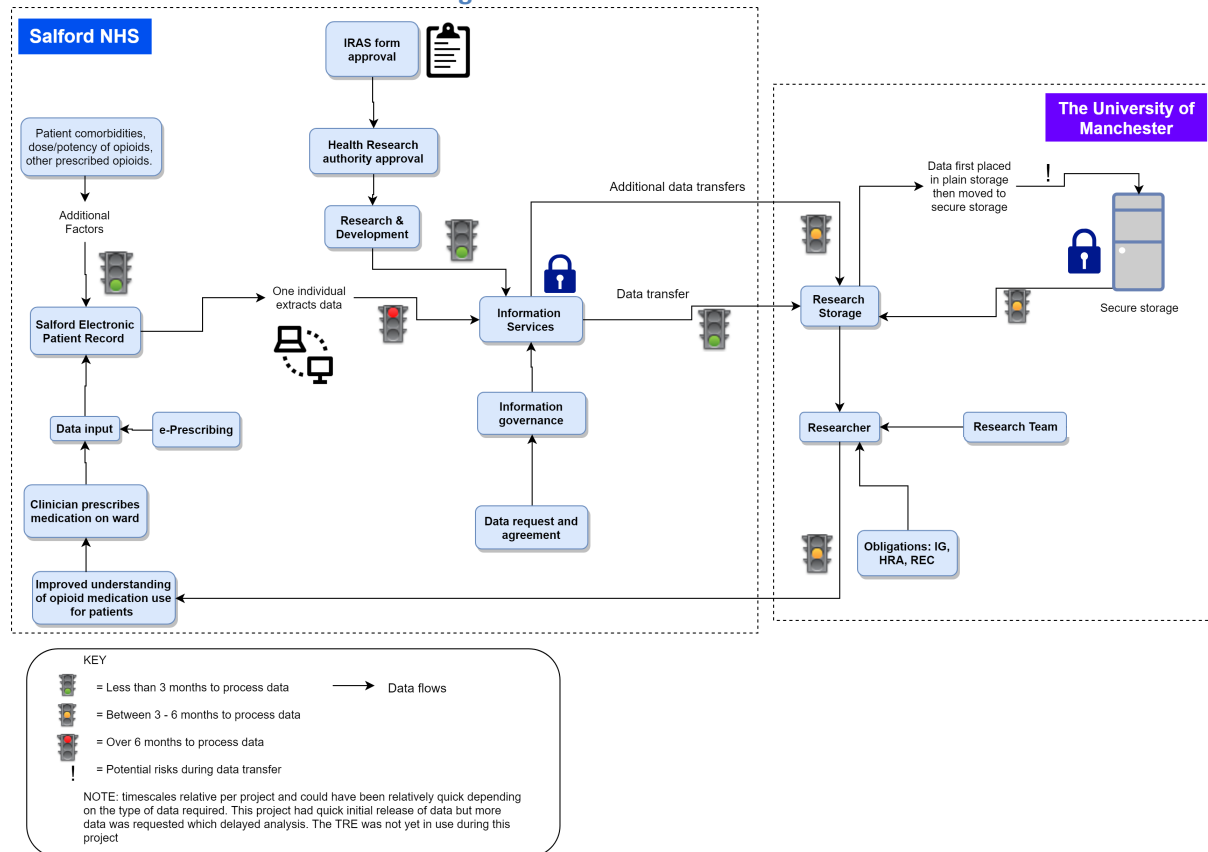 Salford NHS
IRAS form
approval
The University of
Manchester
Patient comorbidities,
dose/potency of opioids,
other prescribed opioids.
Health Research
authority approval
Data first placed
in plain storage
then moved to
secure storage
!
Additional data transfers
Additional
Factors
Research &
Development
One individual
extracts data
Data transfer
Salford Electronic
Patient Record
Information
Services
Research
Storage
Secure storage
Data input
e-Prescribing
Information
governance
Researcher
Research Team
Clinician prescribes
medication on ward
Data request and
agreement
Obligations: IG,
HRA, REC
Improved understanding
of opioid medication use
for patients
KEY
= Less than 3 months to process data
Data flows
= Between 3 - 6 months to process data
= Over 6 months to process data
! = Potential risks during data transfer
NOTE: timescales relative per project and could have been relatively quick depending
on the type of data required. This project had quick initial release of data but more
data was requested which delayed analysis. The TRE was not yet in use during this
project